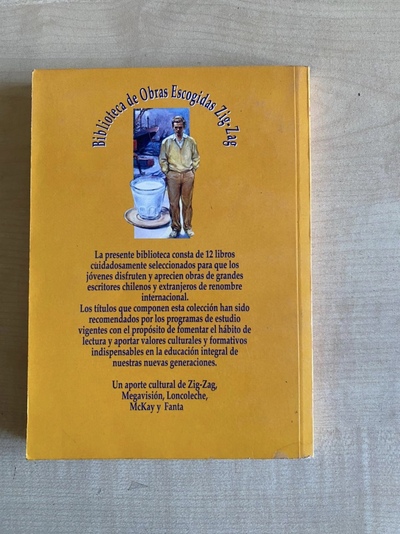 Biblioteca de Obras Escogidas Zig-Zag
La presente biblioteca consta de 12 libros
cuidadosamente seleccionados para que los
jóvenes disfruten y aprecien obras de grandes
escritores chilenos y extranjeros de renombre
internacional.
Los títulos que componen esta colección han sido
recomendados por los programas de estudio
vigentes con el propósito de fomentar el hábito de
lectura y aportar valores culturales y formativos
indispensables en la educación integral de
nuestras nuevas generaciones.
Un aporte cultural de Zig-Zag,
Megavisión, Loncoleche,
McKay y Fanta